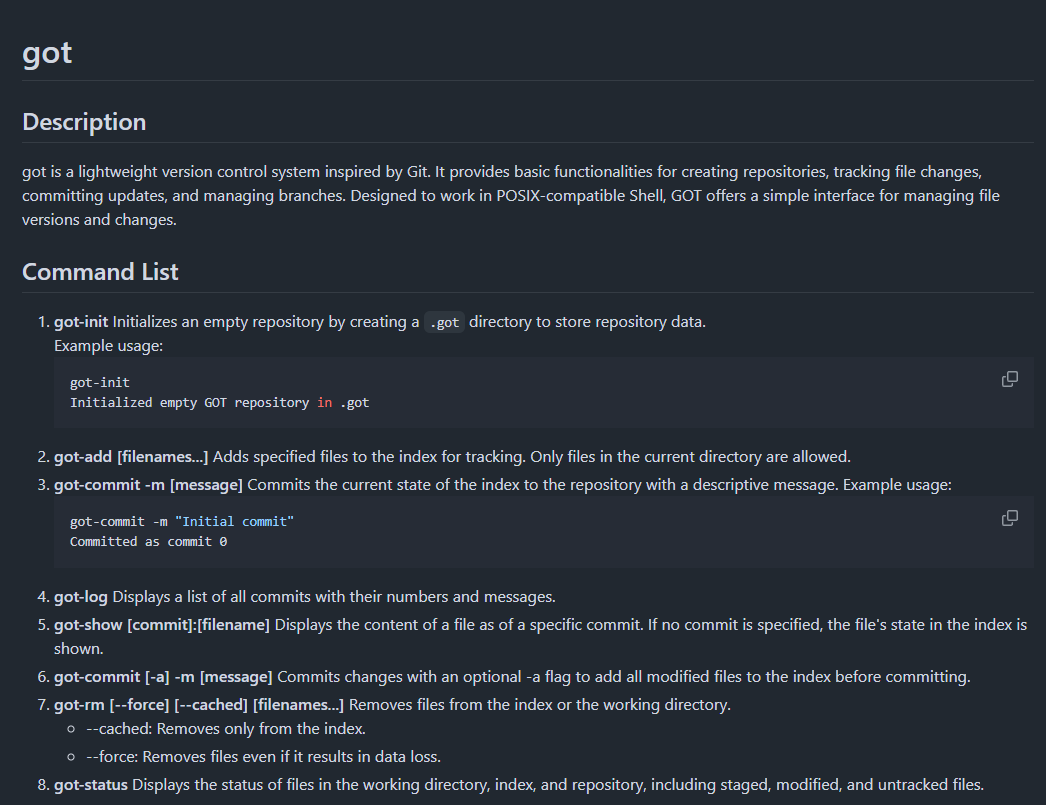 got
Description
got is a lightweight version control system inspired by Git. It provides basic functionalities for creating repositories, tracking file changes,
committing updates, and managing branches. Designed to work in POSIX-compatible Shell, GOT offers a simple interface for managing file
versions and changes.
Command List
1. got-init Initializes an empty repository by creating a .got directory to store repository data.
Example usage:
got-init
Initialized empty GOT repository in .got
2. got-add [filenames...] Adds specified files to the index for tracking. Only files in the current directory are allowed.
3. got-commit -m [message] Commits the current state of the index to the repository with a descriptive message. Example usage:
got-commit -m "Initial commit"
Committed as commit 0
4. got-log Displays a list of all commits with their numbers and messages.
5. got-show [commit]:[filename] Displays the content of a file as of a specific commit. If no commit is specified, the file's state in the index is
shown.
6. got-commit [-a] -m [message] Commits changes with an optional -a flag to add all modified files to the index before committing.
7. got-rm [--force] [--cached] [filenames...] Removes files from the index or the working directory.
○ --cached: Removes only from the index.
○ --force: Removes files even if it results in data loss.
8. got-status Displays the status of files in the working directory, index, and repository, including staged, modified, and untracked files.